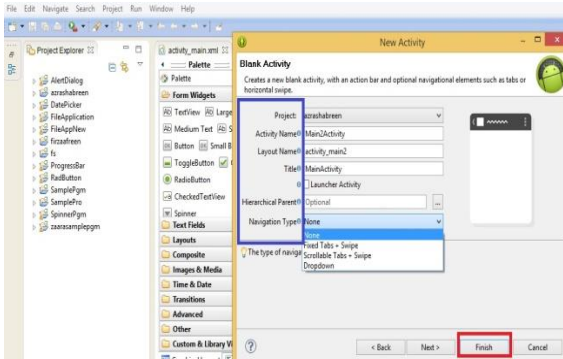 File Edit Navigate Search Project Run Window Help
Project Explorer
AlertDialog
azrashabreen
DatePicker
FileApplication
FileAppNew
firzaafreen
fs
ProgressBar
RadButton
SamplePgm
SamplePro
SpinnerPgm
zaarasamplepgm
activity_main.xml
Palette
Palette
Form Widgets
TextView Large
Medium Text S
Button Small B
ToggleButton
RadioButton
CheckedTextView
Spinner
Text Fields
Layouts
Composite
Images & Media
Time & Date
Transitions
Advanced
Other
Custom & Library Vi
New Activity
Blank Activity
Creates a new blank activity, with an action bar and optional navigational elements such as tabs or
horizontal swipe.
Project: azrashabreen
Activity Name Main2Activity
Layout Name activity_main2
Title MainActivity
Launcher Activity
Hierarchical Parent Optional ...
Navigation Type None
None
Fixed Tabs + Swipe
Scrollable Tabs + Swipe
Dropdown
The type of naviga
? < Back Next > Finish Cancel